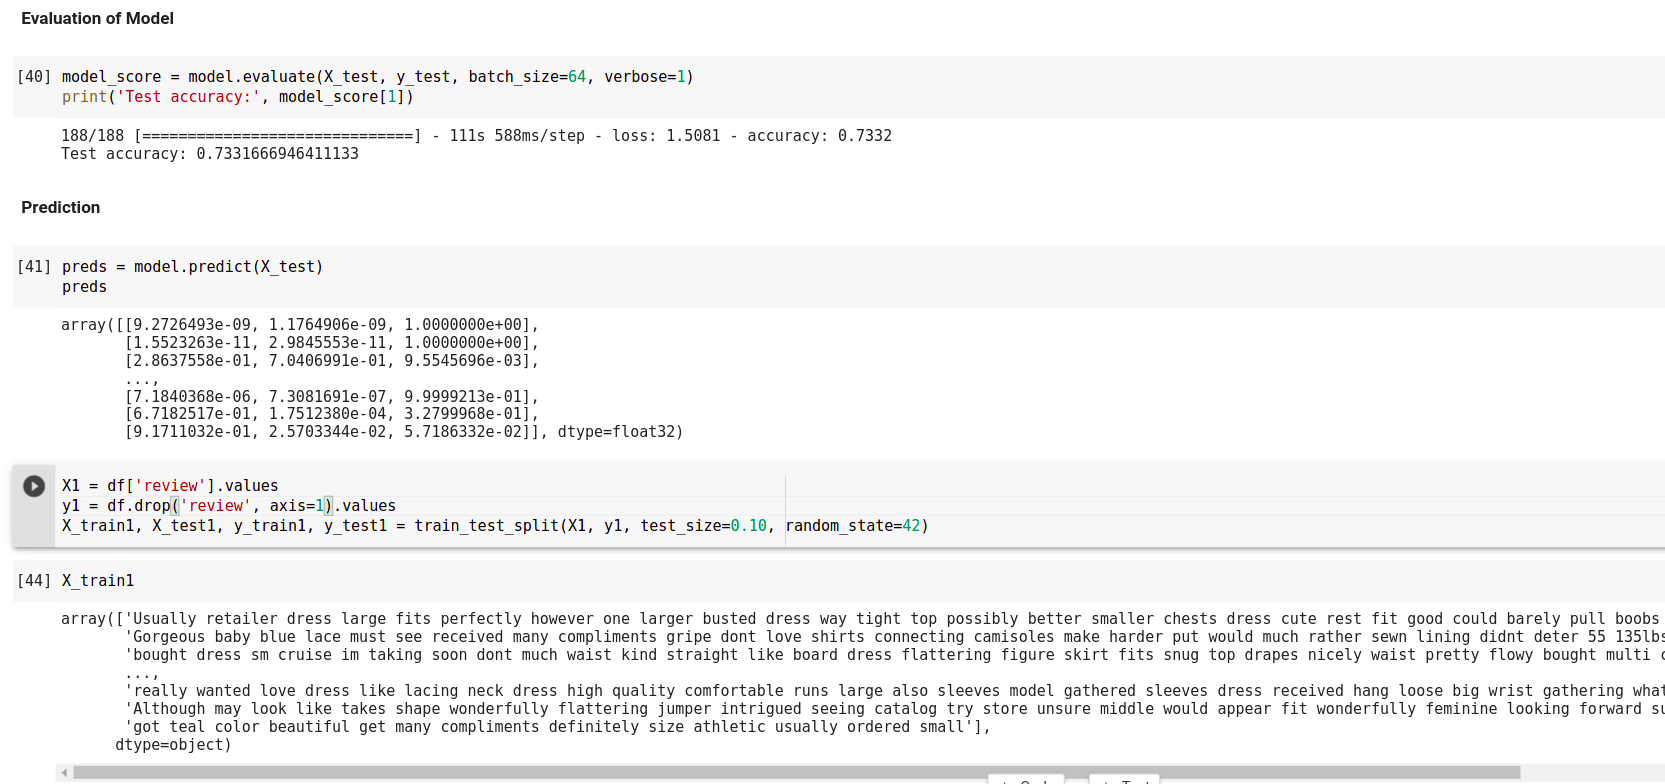 Evaluation of Model
[40] model_score = model.evaluate(X_test, y_test, batch_size=64, verbose=1)
print('Test accuracy:', model_score[1])
188/188 [==============================] - 111s 588ms/step - loss: 1.5081 - accuracy: 0.7332
Test accuracy: 0.7331666946411133
Prediction
[41] preds = model.predict(X_test)
preds
array([[9.2726493e-09, 1.1764906e-09, 1.0000000e+00],
[1.5523263e-11, 2.9845553e-11, 1.0000000e+00],
[2.8637558e-01, 7.0406991e-01, 9.5545696e-03],
...,
[7.1840368e-06, 7.3081691e-07, 9.9999213e-01],
[6.7182517e-01, 1.7512380e-04, 3.2799968e-01],
[9.1711032e-01, 2.5703344e-02, 5.7186332e-02]], dtype=float32)
X1 = df['review'].values
y1 = df.drop('review', axis=1).values
X_train1, X_test1, y_train1, y_test1 = train_test_split(X1, y1, test_size=0.10, random_state=42)
[44] X_train1
array(['Usually retailer dress large fits perfectly however one larger busted dress way tight top possibly better smaller chests dress cute rest fit good could barely pull boobs
'Gorgeous baby blue lace must see received many compliments gripe dont love shirts connecting camisoles make harder put would much rather sewn lining didnt deter 55 135lbs
'bought dress sm cruise im taking soon dont much waist kind straight like board dress flattering figure skirt fits snug top drapes nicely waist pretty flowy bought multi
...,
'really wanted love dress like lacing neck dress high quality comfortable runs large also sleeves model gathered sleeves dress received hang loose big wrist gathering what
'Although may look like takes shape wonderfully flattering jumper intrigued seeing catalog try store unsure middle would appear fit wonderfully feminine looking forward
'got teal color beautiful get many compliments definitely size athletic usually ordered small'],
dtype=object)